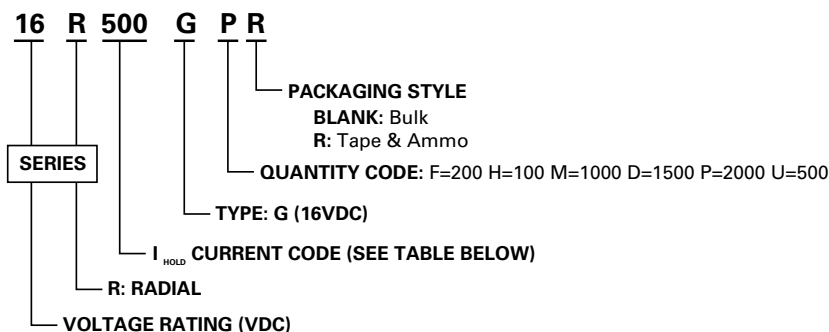 16 R 500 G P R
PACKAGING STYLE
BLANK: Bulk
R: Tape & Ammo
SERIES
QUANTITY CODE: F=200 H=100 M=1000 D=1500 P=2000 U=500
TYPE: G (16VDC)
I HOLD CURRENT CODE (SEE TABLE BELOW)
R: RADIAL
VOLTAGE RATING (VDC)